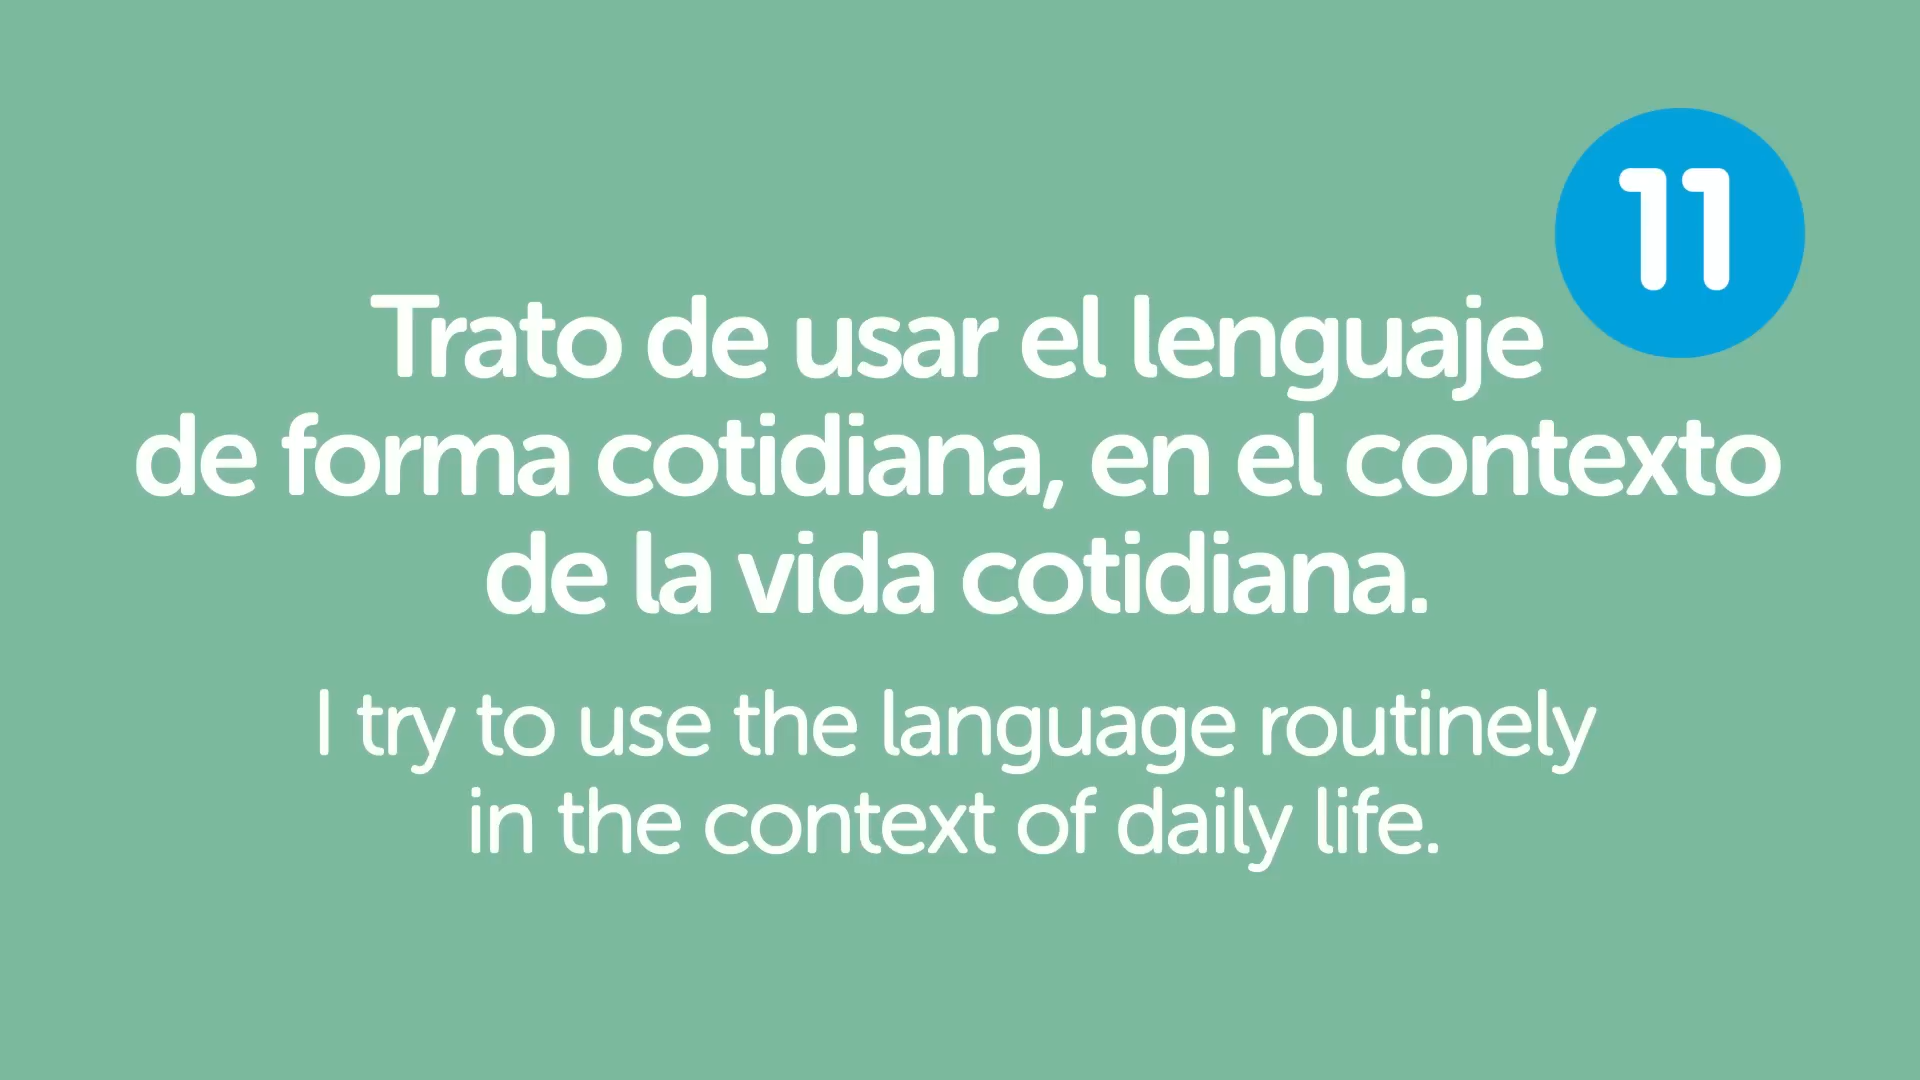 11
Trato de usar el lenguaje
de forma cotidiana, en el contexto
de la vida cotidiana.
I try to use the language routinely
in the context of daily life.